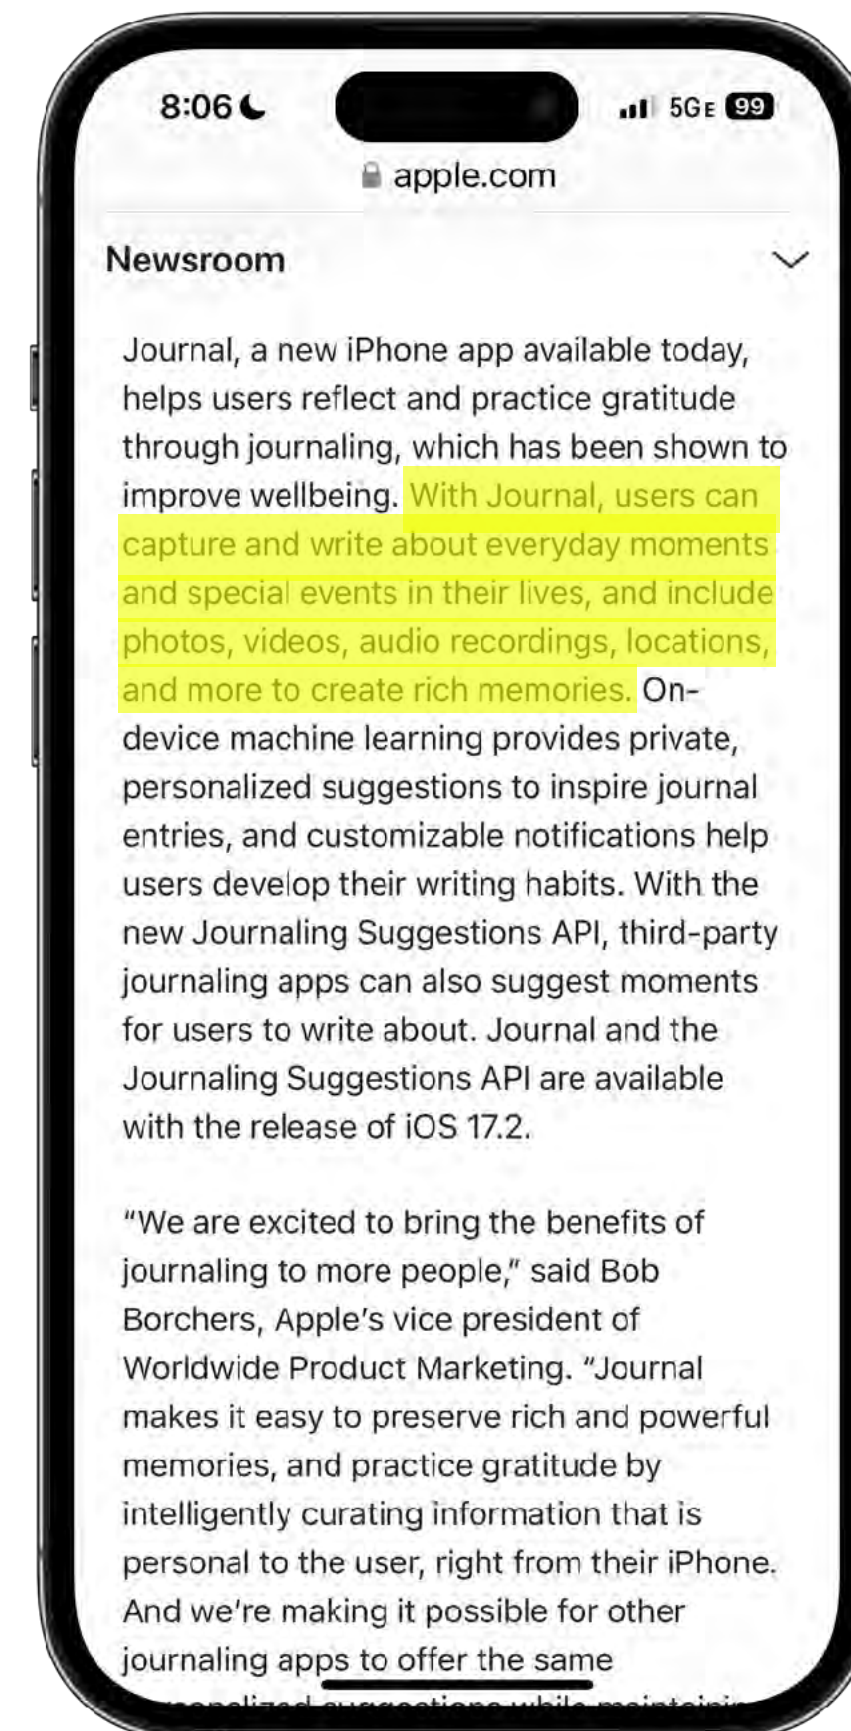 8:06
5GE 99
apple.com
Newsroom
Journal, a new iPhone app available today,
helps users reflect and practice gratitude
through journaling, which has been shown to
improve wellbeing. With Journal, users can
capture and write about everyday moments
and special events in their lives, and include
photos, videos, audio recordings, locations,
and more to create rich memories. On-
device machine learning provides private,
personalized suggestions to inspire journal
entries, and customizable notifications help
users develop their writing habits. With the
new Journaling Suggestions API, third-party
journaling apps can also suggest moments
for users to write about. Journal and the
Journaling Suggestions API are available
with the release of iOS 17.2.
“We are excited to bring the benefits of
journaling to more people,” said Bob
Borchers, Apple’s vice president of
Worldwide Product Marketing. “Journal
makes it easy to preserve rich and powerful
memories, and practice gratitude by
intelligently curating information that is
personal to the user, right from their iPhone.
And we’re making it possible for other
journaling apps to offer the same
suggestions while